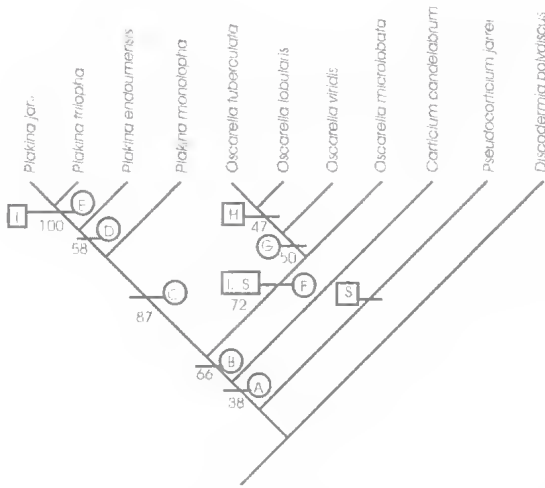 Plakina
Plakina trilopha
Plakina endoumensis
Plakina monolopha
Oscarella tuberculata
Oscarella lobularis
Oscarella viridis
Oscarella microlobata
Corticium candelabrum
Pseudocorticium jarrei
Discodermia polydiscus
I
E
100
D
58
C
87
H
47
G
50
L S
F
72
S
B
66
A
38